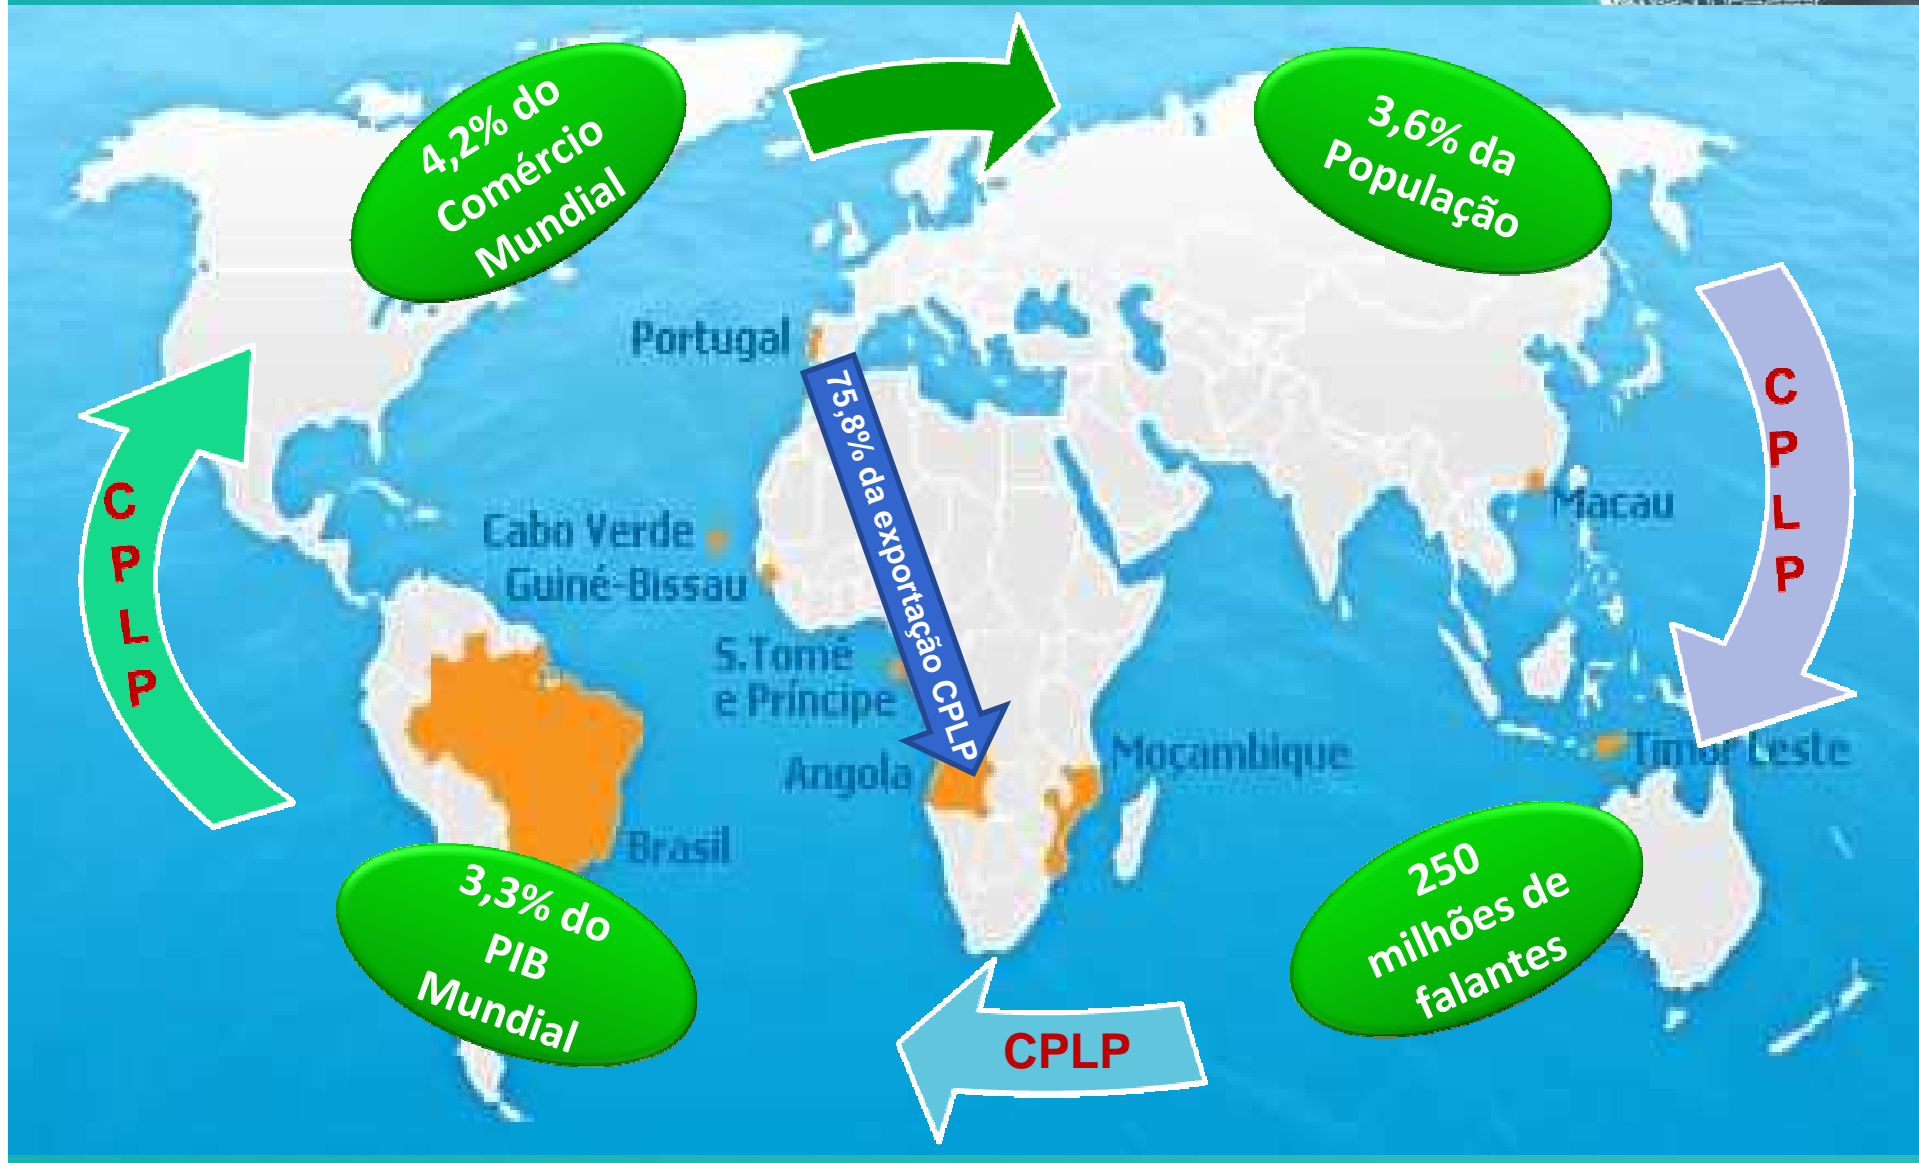 4,2% do
Comércio
Mundial
3,6% da
População
Portugal
75,8% da exportação CPLP
C
P
L
P
C
P
L
P
Macau
Cabo Verde
Guiné-Bissau
S.Tomé
e Príncipe
Angola
Moçambique
Timor Leste
Brasil
3,3% do
PIB
Mundial
250
milhões de
falantes
CPLP